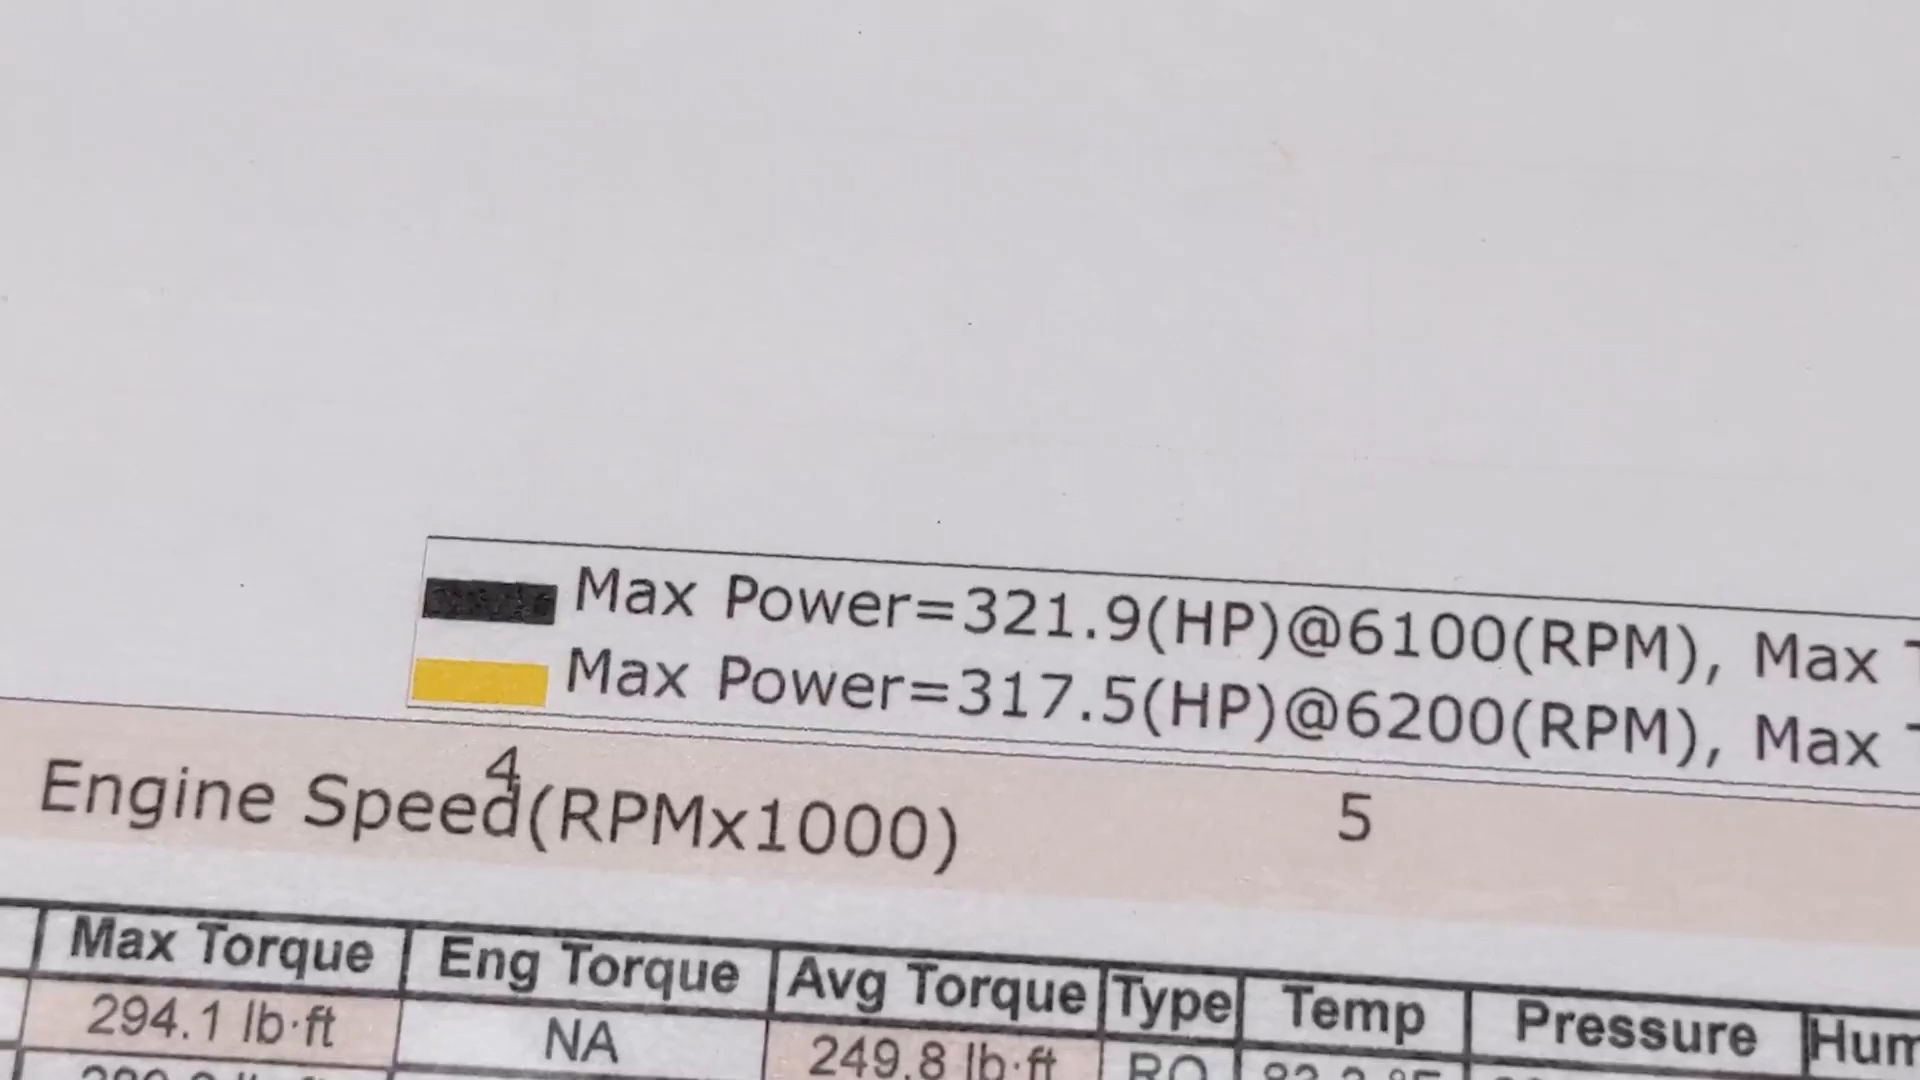 Max Power=321.9(HP)@6100(RPM), Max
Max Power=317.5(HP)@6200(RPM), Max
4 5
Engine Speed(RPMx1000)
Max Torque Eng Torque Avg Torque Type Temp Pressure Hum
294.1 lb·ft NA 249.8 lb·ft